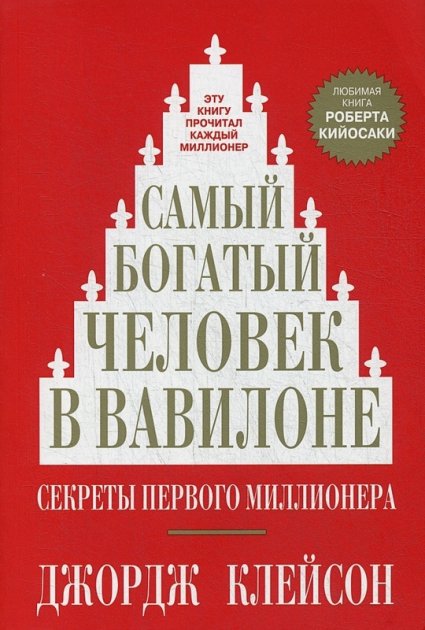 ЭТУ
КНИГУ
ПРОЧИТАЛ
КАЖДЫЙ
МИЛЛИОНЕР
ЛЮБИМАЯ
КНИГА
РОБЕРТА
КИЙОСАКИ
САМЫЙ
БОГАТЫЙ
ЧЕЛОВЕК
В ВАВИЛОНЕ
СЕКРЕТЫ ПЕРВОГО МИЛЛИОНЕРА
ДЖОРДЖ КЛЕЙСОН